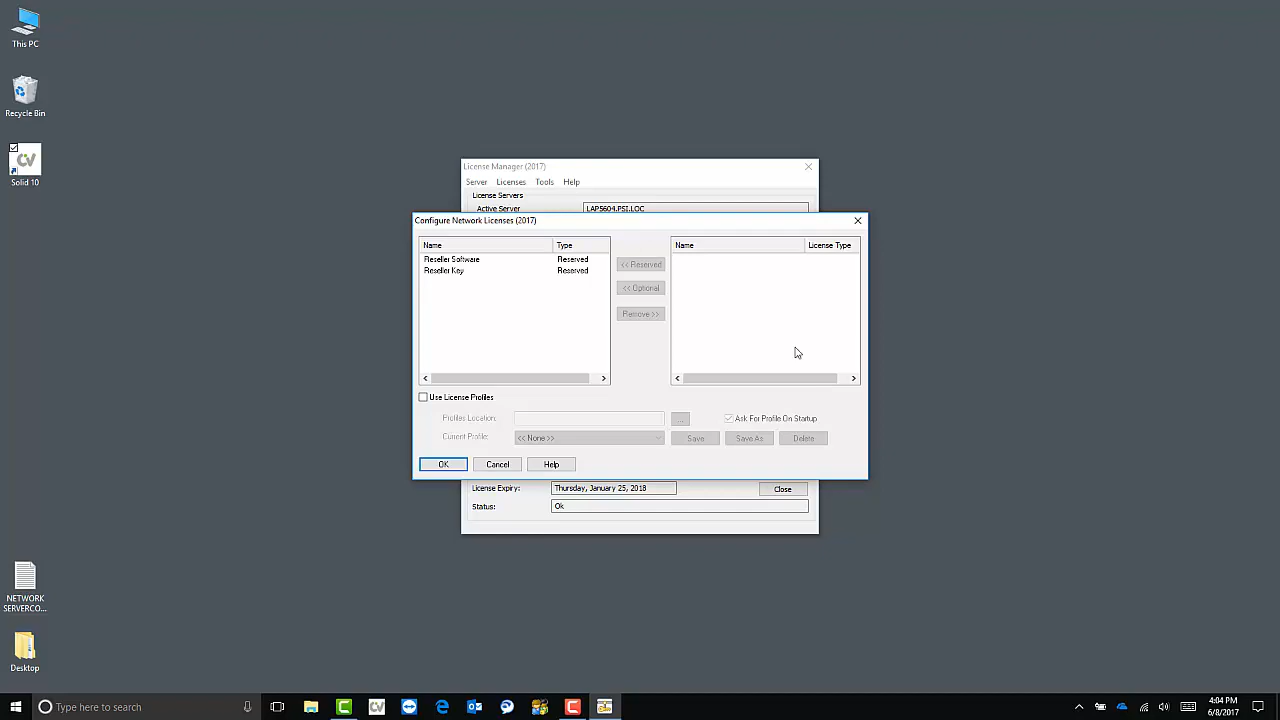 This PC
Recycle Bin
CV
Solid 10
NETWORK
SERVERCO...
Desktop
License Manager (2017)
Server Licenses Tools Help
License Servers
Active Server LAP5604.PSI.LOC
Configure Network Licenses (2017)
Name Type
Reseller Software Reserved
Reseller Key Reserved
<< Reserved
<< Optional
Remove >>
Name License Type
Use License Profiles
Profiles Location: ... Ask For Profile On Startup
Current Profile: << None >> Save Save As Delete
OK Cancel Help
License Expiry: Thursday, January 25, 2018 Close
Status: Ok
Type here to search
CV
4:04 PM
6/8/2017